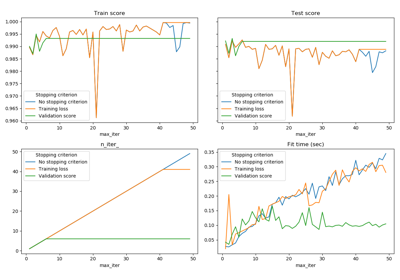 Train score
1.000
0.995
0.990
0.985
0.980
0.975
0.970
0.965
0.960
Stopping criterion
No stopping criterion
Training loss
Validation score
0 10 20 30 40 50
max_iter
Test score
Stopping criterion
No stopping criterion
Training loss
Validation score
0 10 20 30 40 50
max_iter
n_iter_
50
40
30
20
10
0
Stopping criterion
No stopping criterion
Training loss
Validation score
0 10 20 30 40 50
max_iter
Fit time (sec)
0.35
0.30
0.25
0.20
0.15
0.10
0.05
Stopping criterion
No stopping criterion
Training loss
Validation score
0 10 20 30 40 50
max_iter